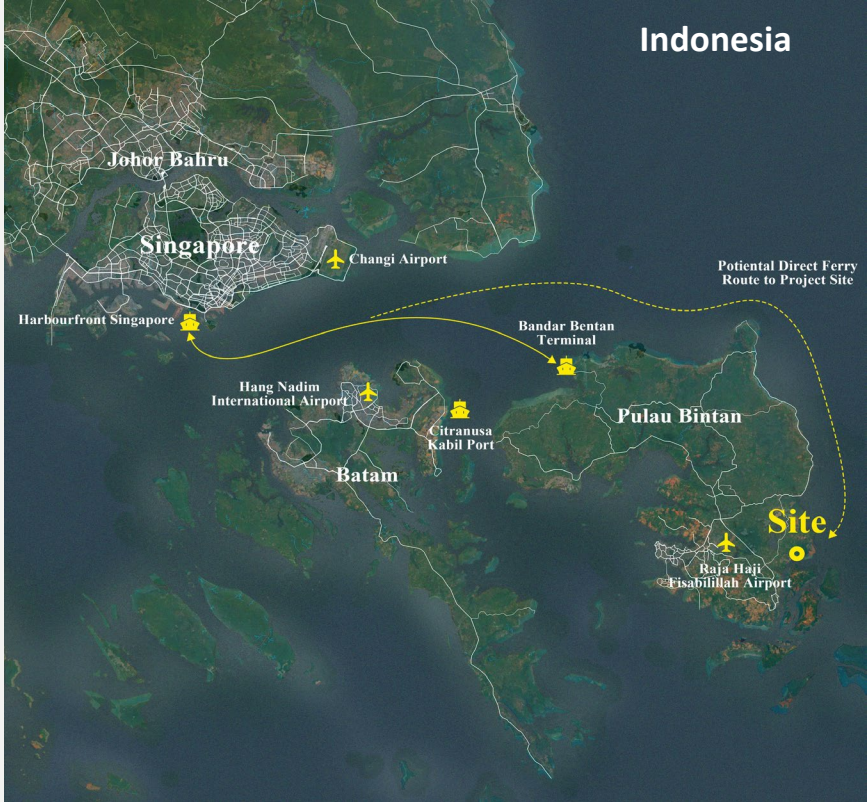 Indonesia
Johor Bahru
Singapore
Changi Airport
Potiental Direct Ferry
Route to Project Site
Harbourfront Singapore
Bandar Bentan
Terminal
Hang Nadim
International Airport
Citranusa
Kabil Port
Pulau Bintan
Batam
Site
Raja Haji
Fisabilillah Airport